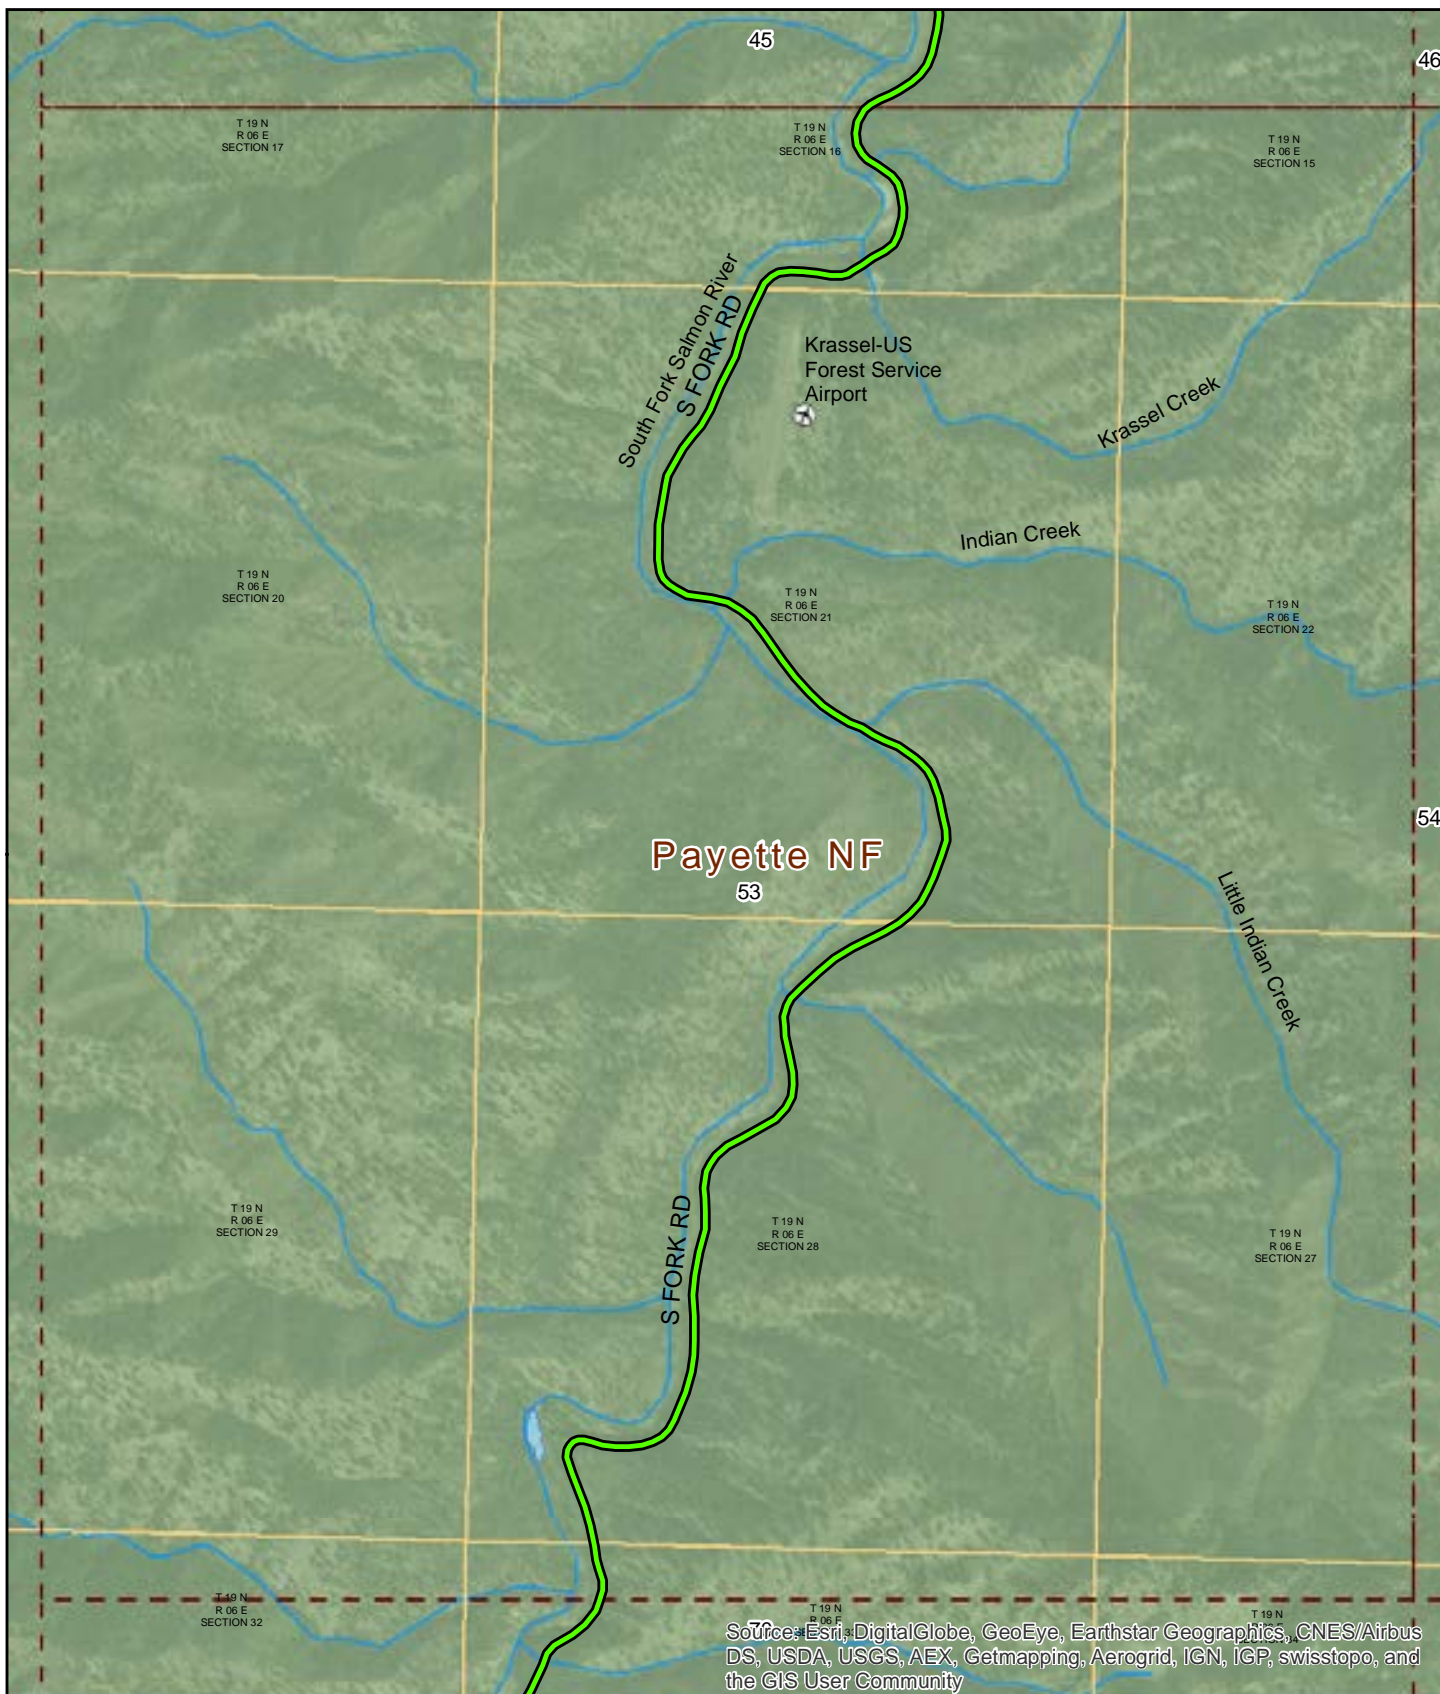 45
46
T 19 N
R 06 E
SECTION 17
T 19 N
R 06 E
SECTION 16
T 19 N
R 06 E
SECTION 15
South Fork Salmon River
S FORK RD
Krassel-US
Forest Service
Airport
Krassel Creek
Indian Creek
T 19 N
R 06 E
SECTION 20
T 19 N
R 06 E
SECTION 21
T 19 N
R 06 E
SECTION 22
54
Payette NF
53
Little Indian Creek
S FORK RD
T 19 N
R 06 E
SECTION 29
T 19 N
R 06 E
SECTION 28
T 19 N
R 06 E
SECTION 27
T 19 N
R 06 E
SECTION 32
T 19 N
R 06 E
T 19 N
Source: Esri, DigitalGlobe, GeoEye, Earthstar Geographics, CNES/Airbus
DS, USDA, USGS, AEX, Getmapping, Aerogrid, IGN, IGP, swisstopo, and
the GIS User Community